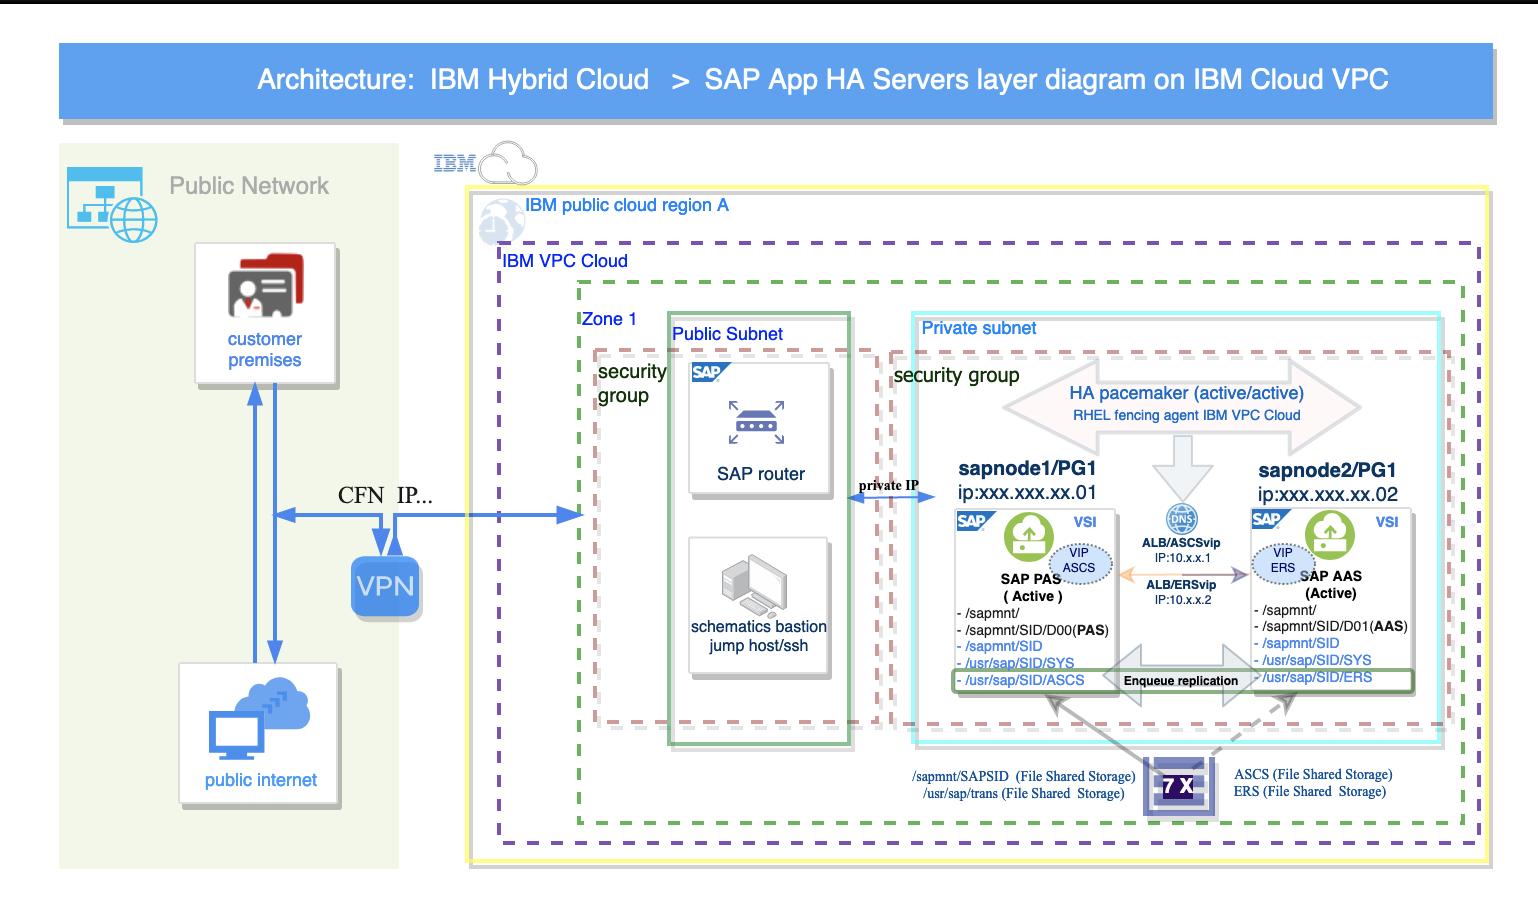 Architecture: IBM Hybrid Cloud > SAP App HA Servers layer diagram on IBM Cloud VPC
Public Network
customer
premises
public internet
CFN IP...
VPN
IBM
IBM public cloud region A
IBM VPC Cloud
Zone 1
Public Subnet
security
group
SAP
SAP router
schematics bastion
jump host/ssh
private IP
Private subnet
security group
HA pacemaker (active/active)
RHEL fencing agent IBM VPC Cloud
sapnode1/PG1
ip:xxx.xxx.xx.01
SAP
VSI
VIP
ASCS
SAP PAS
( Active )
- /sapmnt/
- /sapmnt/SID/D00(PAS)
- /sapmnt/SID
- /usr/sap/SID/SYS
- /usr/sap/SID/ASCS
DNS
ALB/ASCSvip
IP:10.x.x.1
ALB/ERSvip
IP:10.x.x.2
Enqueue replication
sapnode2/PG1
ip:xxx.xxx.xx.02
SAP
VSI
VIP
ERS
SAP AAS
(Active)
- /sapmnt/
- /sapmnt/SID/D01(AAS)
- /sapmnt/SID
- /usr/sap/SID/SYS
- /usr/sap/SID/ERS
/sapmnt/SAPSID (File Shared Storage)
/usr/sap/trans (File Shared Storage)
7 X
ASCS (File Shared Storage)
ERS (File Shared Storage)